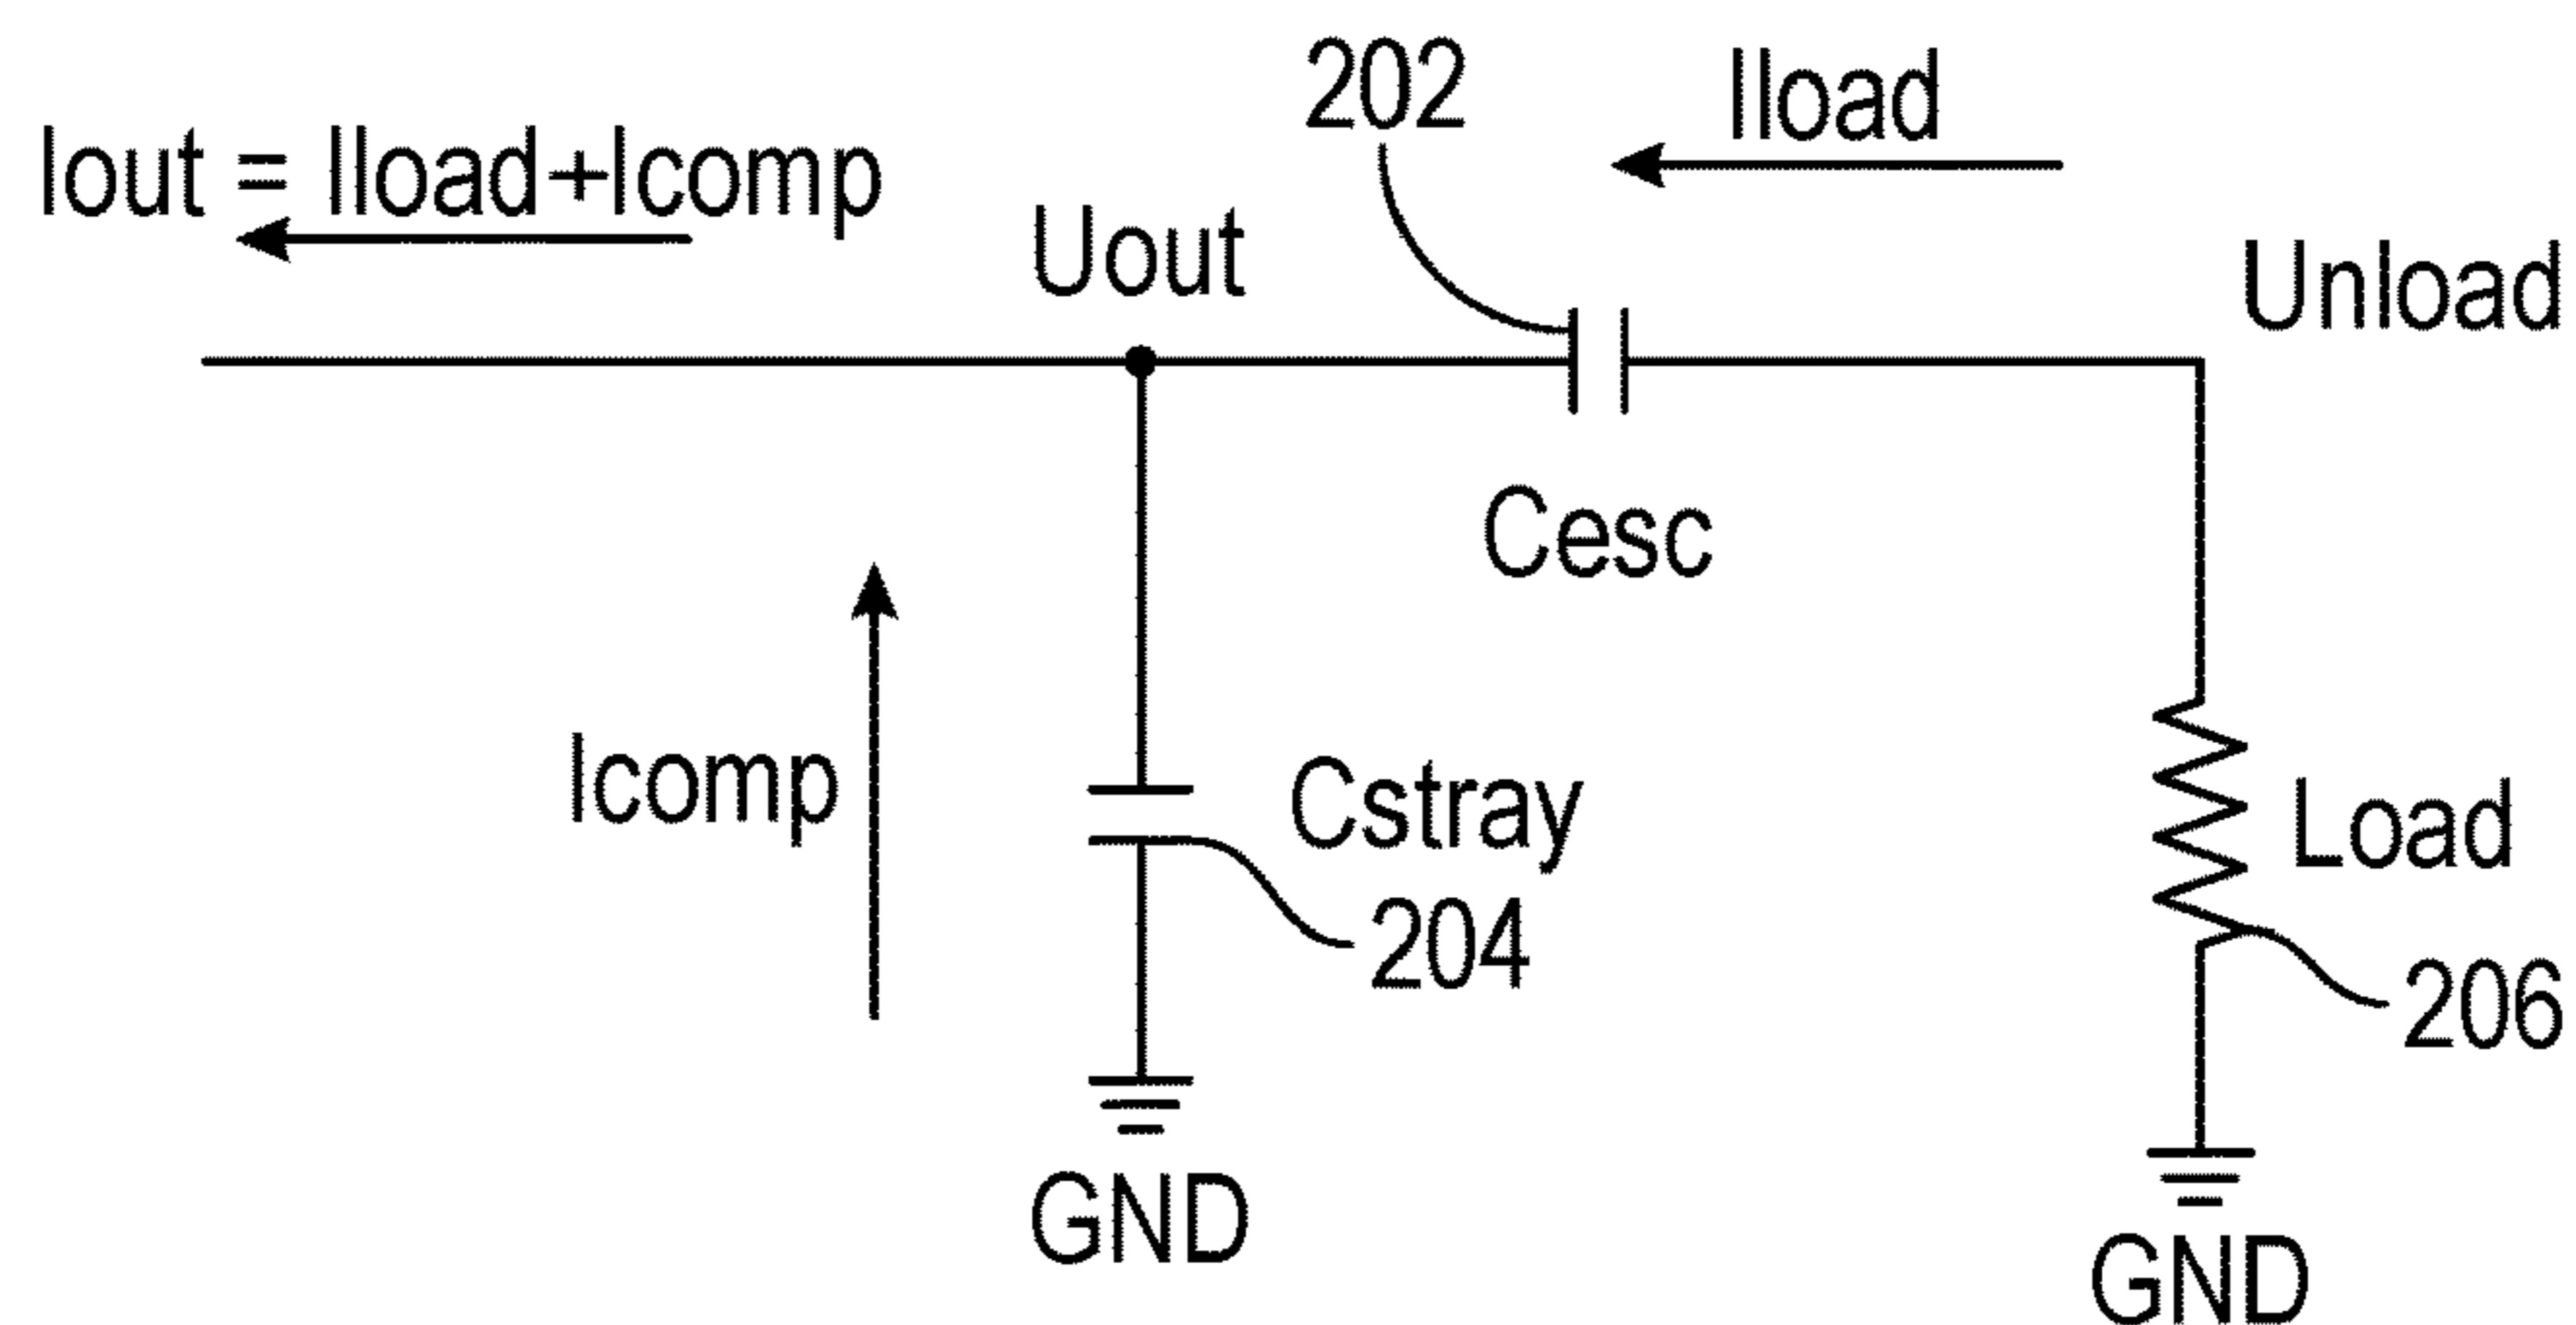 202
Iload
Iout = Iload+Icomp
Uout
Unload
Cesc
Icomp
Cstray
Load
204
206
GND
GND